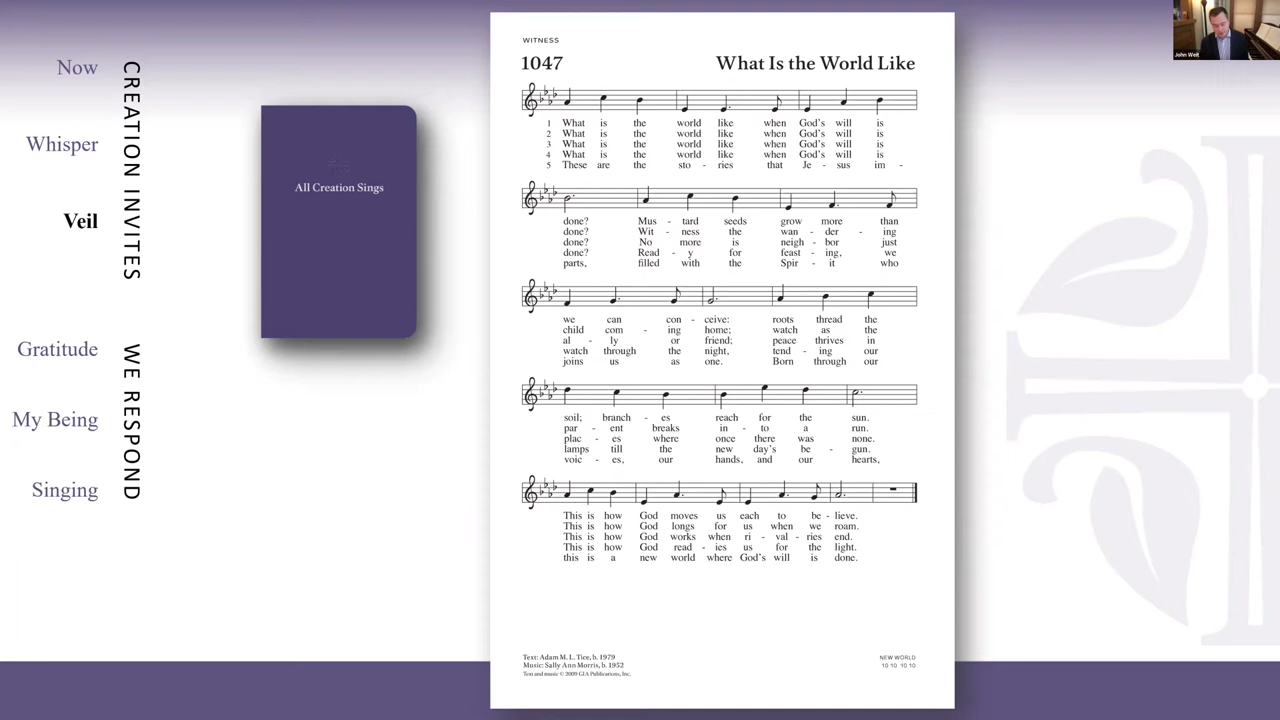 Now
Whisper
Veil
Gratitude
My Being
Singing
CREATION INVITES
WE RESPOND
All Creation Sings
WITNESS
1047 What Is the World Like
1 What is the world like when God's will is
2 What is the world like when God's will is
3 What is the world like when God's will is
4 What is the world like when God's will is
5 These are the sto - ries that Je - sus im -
done? Mus - tard seeds grow more than
done? Wit - ness the wan - der - ing
done? No more is neigh - bor just
done? Read - y for feast - ing, we
parts, filled with the Spir - it who
we can con - ceive: roots thread the
child com - ing home; watch as the
al - ly or friend; peace thrives in
watch through the night, tend - ing our
joins us as one. Born through our
soil; branch - es reach for the sun.
par - ent breaks in - to a run.
plac - es where once there was none.
lamps till the new day's be - gun.
voic - es, our hands, and our hearts,
This is how God moves us each to be - lieve.
This is how God longs for us when we roam.
This is how God works when ri - val - ries end.
This is how God read - ies us for the light.
this is a new world where God's will is done.
Text: Adam M. L. Tice, b. 1979
Music: Sally Ann Morris, b. 1952
Text and music © 2009 GIA Publications, Inc.
NEW WORLD
10 10 10 10
John Weit